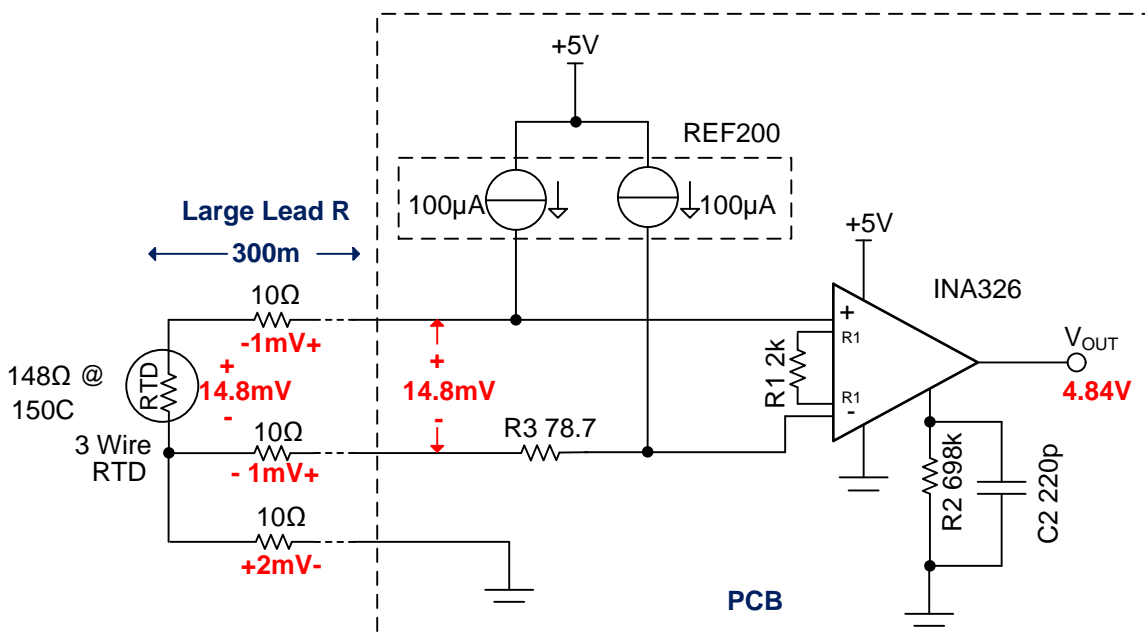 +5V
REF200
100µA
100µA
Large Lead R
300m
+5V
INA326
10Ω
-1mV+
+
R1
R1 2k
R1
-
VOUT
4.84V
148Ω @
150C
RTD
+
14.8mV
-
+
14.8mV
-
3 Wire
RTD
10Ω
- 1mV+
R3 78.7
R2 698k
C2 220p
10Ω
+2mV-
PCB